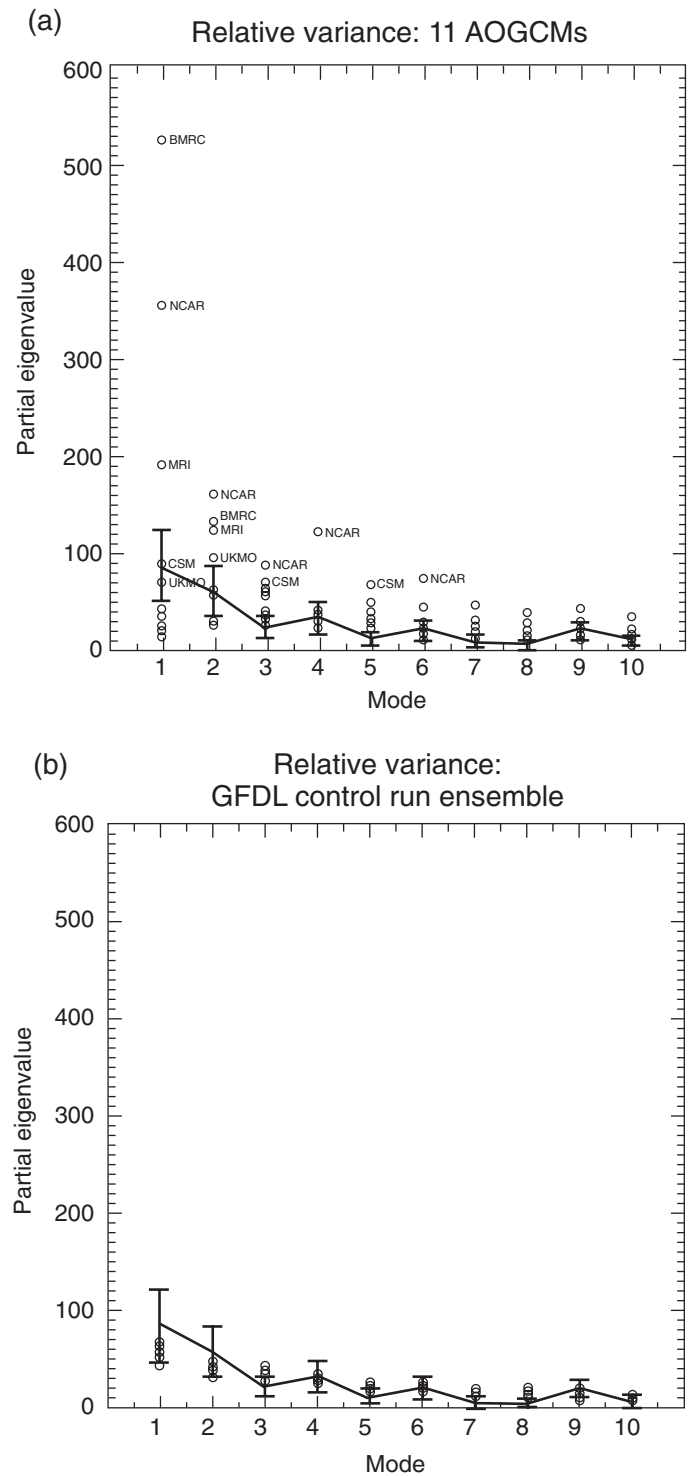 (a)
Relative variance: 11 AOGCMs
600
500
400
300
200
100
0
Partial eigenvalue
BMRC
NCAR
MRI
CSM
UKMO
NCAR
BMRC
MRI
UKMO
NCAR
CSM
NCAR
CSM
NCAR
1 2 3 4 5 6 7 8 9 10
Mode
(b)
Relative variance:
GFDL control run ensemble
600
500
400
300
200
100
0
Partial eigenvalue
1 2 3 4 5 6 7 8 9 10
Mode